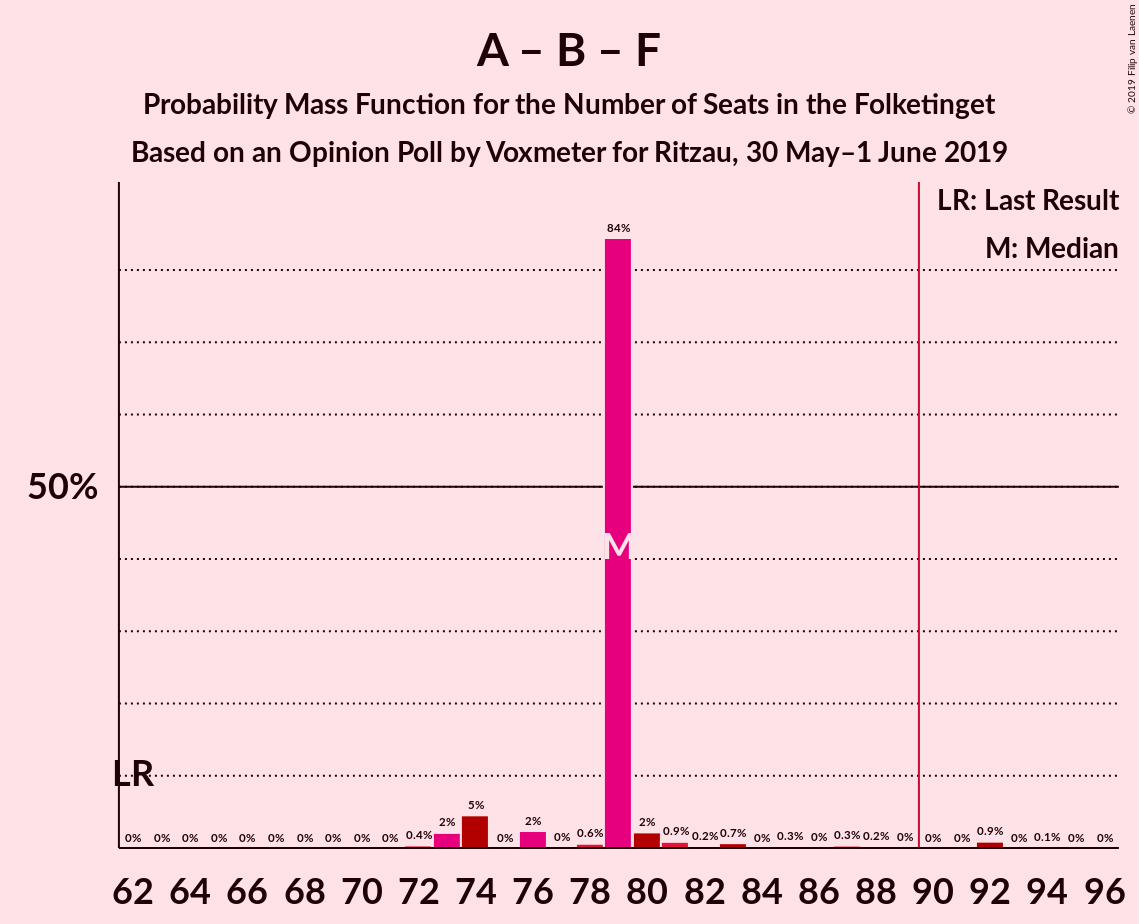 A – B – F
Probability Mass Function for the Number of Seats in the Folketinget
Based on an Opinion Poll by Voxmeter for Ritzau, 30 May–1 June 2019
© 2019 Filip van Laenen
LR: Last Result
M: Median
84%
50%
M
LR
0% 0% 0% 0% 0% 0% 0% 0% 0% 0% 0.4% 2% 5% 0% 2% 0% 0.6% 2% 0.9% 0.2% 0.7% 0% 0.3% 0% 0.3% 0.2% 0% 0% 0% 0.9% 0% 0.1% 0% 0%
62 64 66 68 70 72 74 76 78 80 82 84 86 88 90 92 94 96